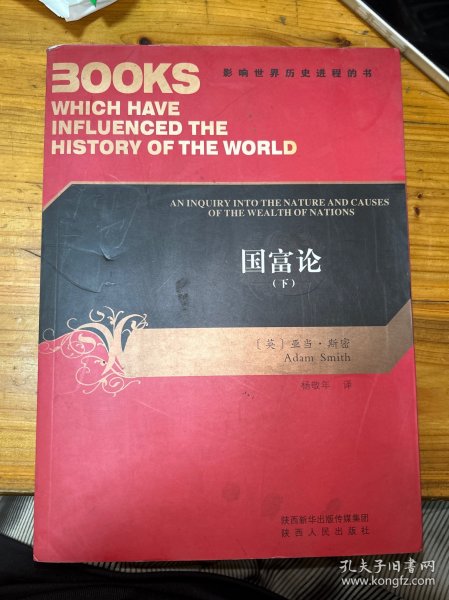 BOOKS
影响世界历史进程的书
WHICH HAVE
INFLUENCED THE
HISTORY OF THE WORLD
AN INQUIRY INTO THE NATURE AND CAUSES
OF THE WEALTH OF NATIONS
国富论
（下）
〔英〕亚当·斯密
Adam Smith
杨敬年 译
陕西新华出版传媒集团
陕西人民出版社
孔夫子旧书网
www.kongfz.com